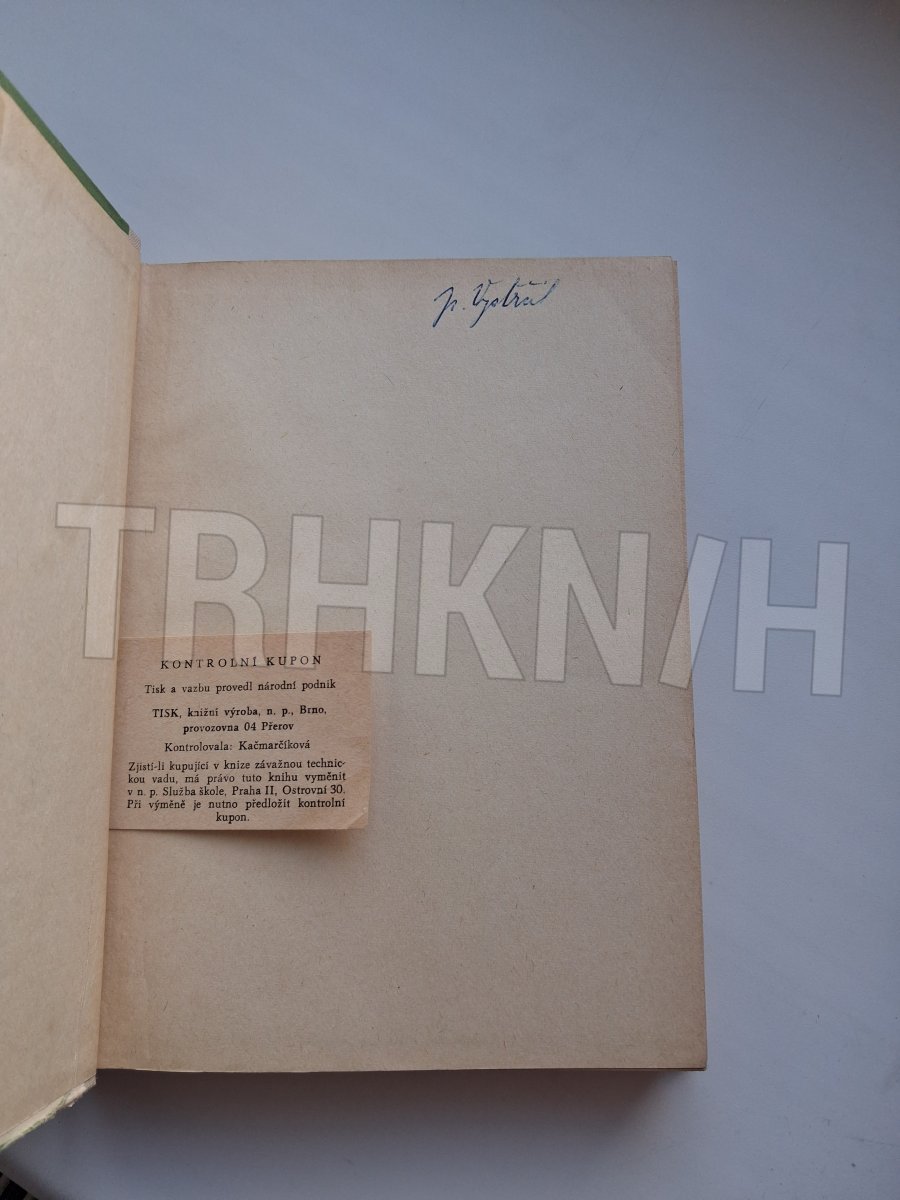 Vystrčil
TRHKN/H
KONTROLNÍ KUPON
Tisk a vazbu provedl národní podnik
TISK, knižní výroba, n. p., Brno,
provozovna 04 Přerov
Kontrolovala: Kačmarčíková
Zjistí-li kupující v knize závažnou technic-
kou vadu, má právo tuto knihu vyměnit
v n. p. Služba škole, Praha II, Ostrovní 30.
Při výměně je nutno předložit kontrolní
kupon.